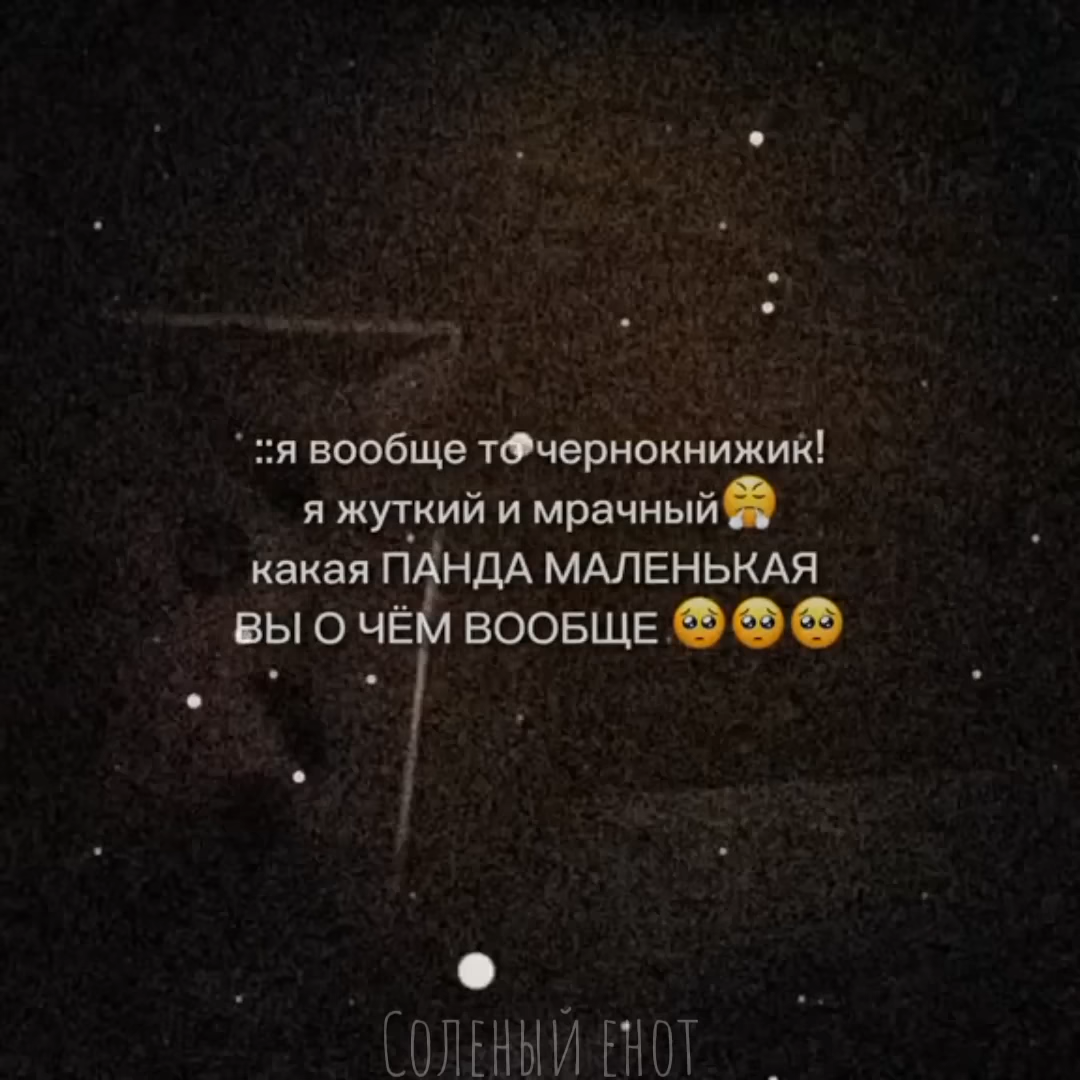 ::я вообще то чернокнижик!
я жуткий и мрачный😤
какая ПАНДА МАЛЕНЬКАЯ
ВЫ О ЧЁМ ВООБЩЕ 🥺🥺🥺
Соленый енот